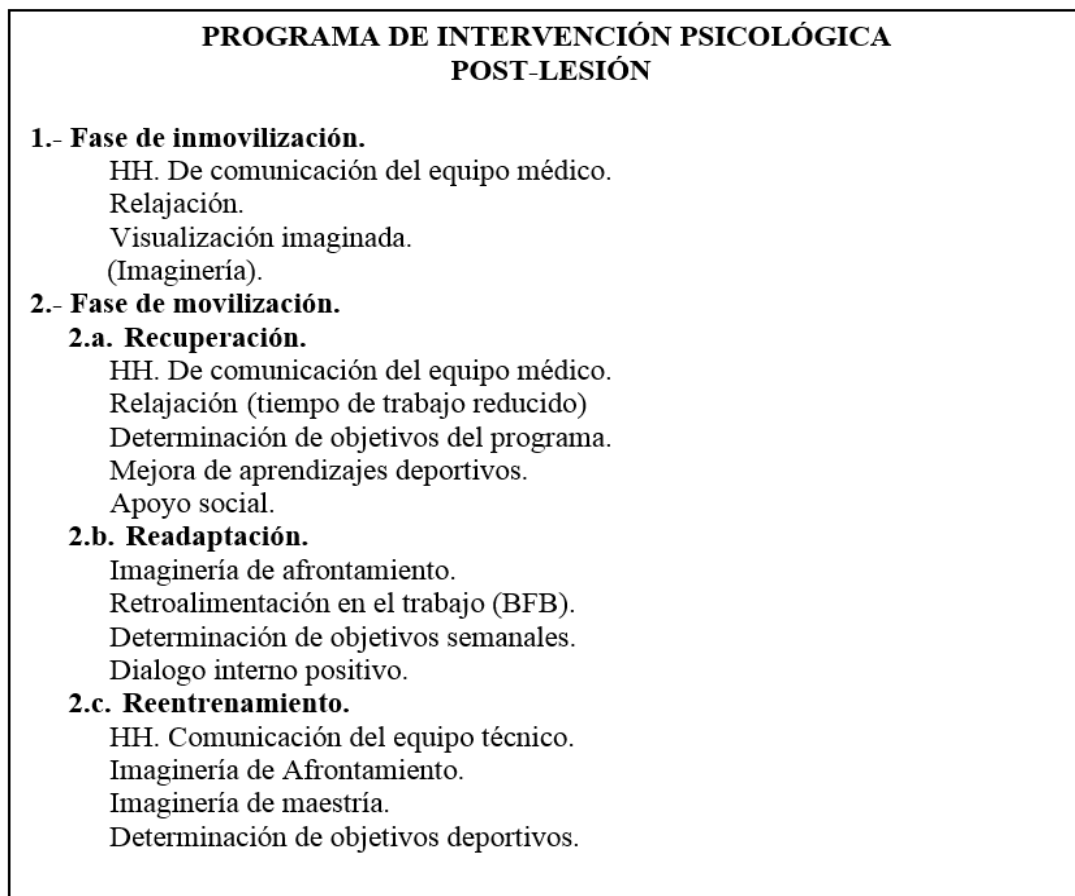 PROGRAMA DE INTERVENCIÓN PSICOLÓGICA
POST-LESIÓN
1.- Fase de inmovilización.
HH. De comunicación del equipo médico.
Relajación.
Visualización imaginada.
(Imaginería).
2.- Fase de movilización.
2.a. Recuperación.
HH. De comunicación del equipo médico.
Relajación (tiempo de trabajo reducido)
Determinación de objetivos del programa.
Mejora de aprendizajes deportivos.
Apoyo social.
2.b. Readaptación.
Imaginería de afrontamiento.
Retroalimentación en el trabajo (BFB).
Determinación de objetivos semanales.
Dialogo interno positivo.
2.c. Reentrenamiento.
HH. Comunicación del equipo técnico.
Imaginería de Afrontamiento.
Imaginería de maestría.
Determinación de objetivos deportivos.